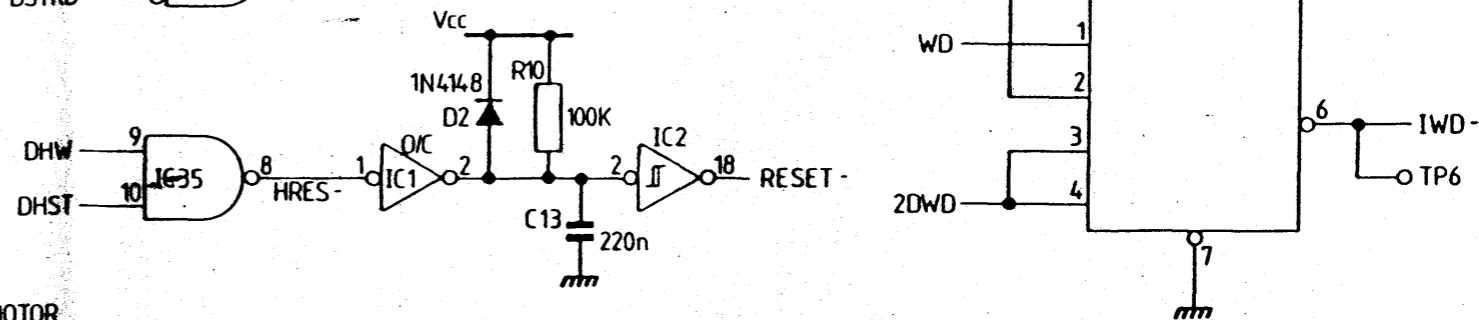 Vcc
1N4148
D2
R10
100K
DHW
9
10
IC35
8
DHST
HRES-
1
O/C
IC1
2
2
IC2
18
RESET-
C13
220n
WD
1
2
3
2DWD
4
6
IWD-
TP6
7